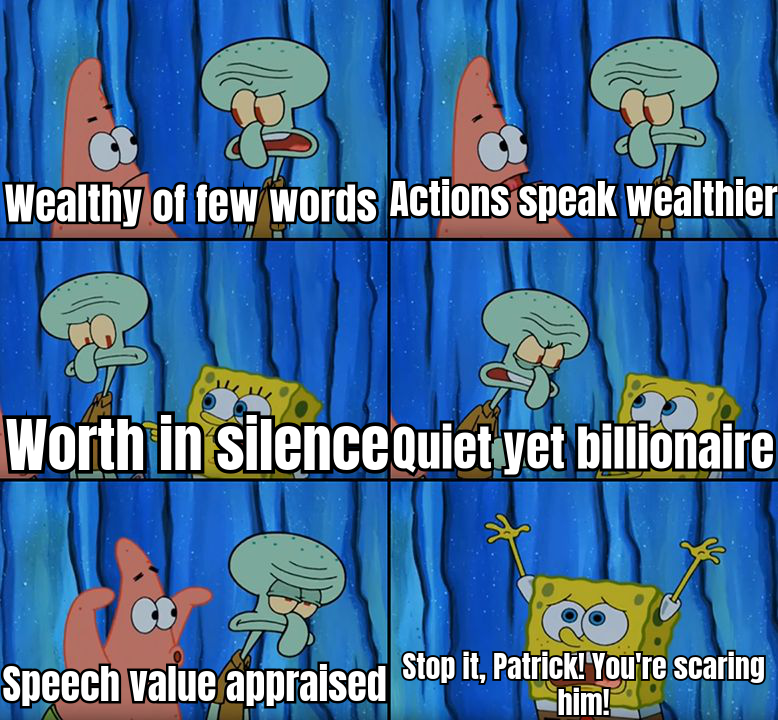 Wealthy of few words
Actions speak wealthier
Worth in silence
Quiet yet billionaire
Speech value appraised
Stop it, Patrick! You're scaring
him!